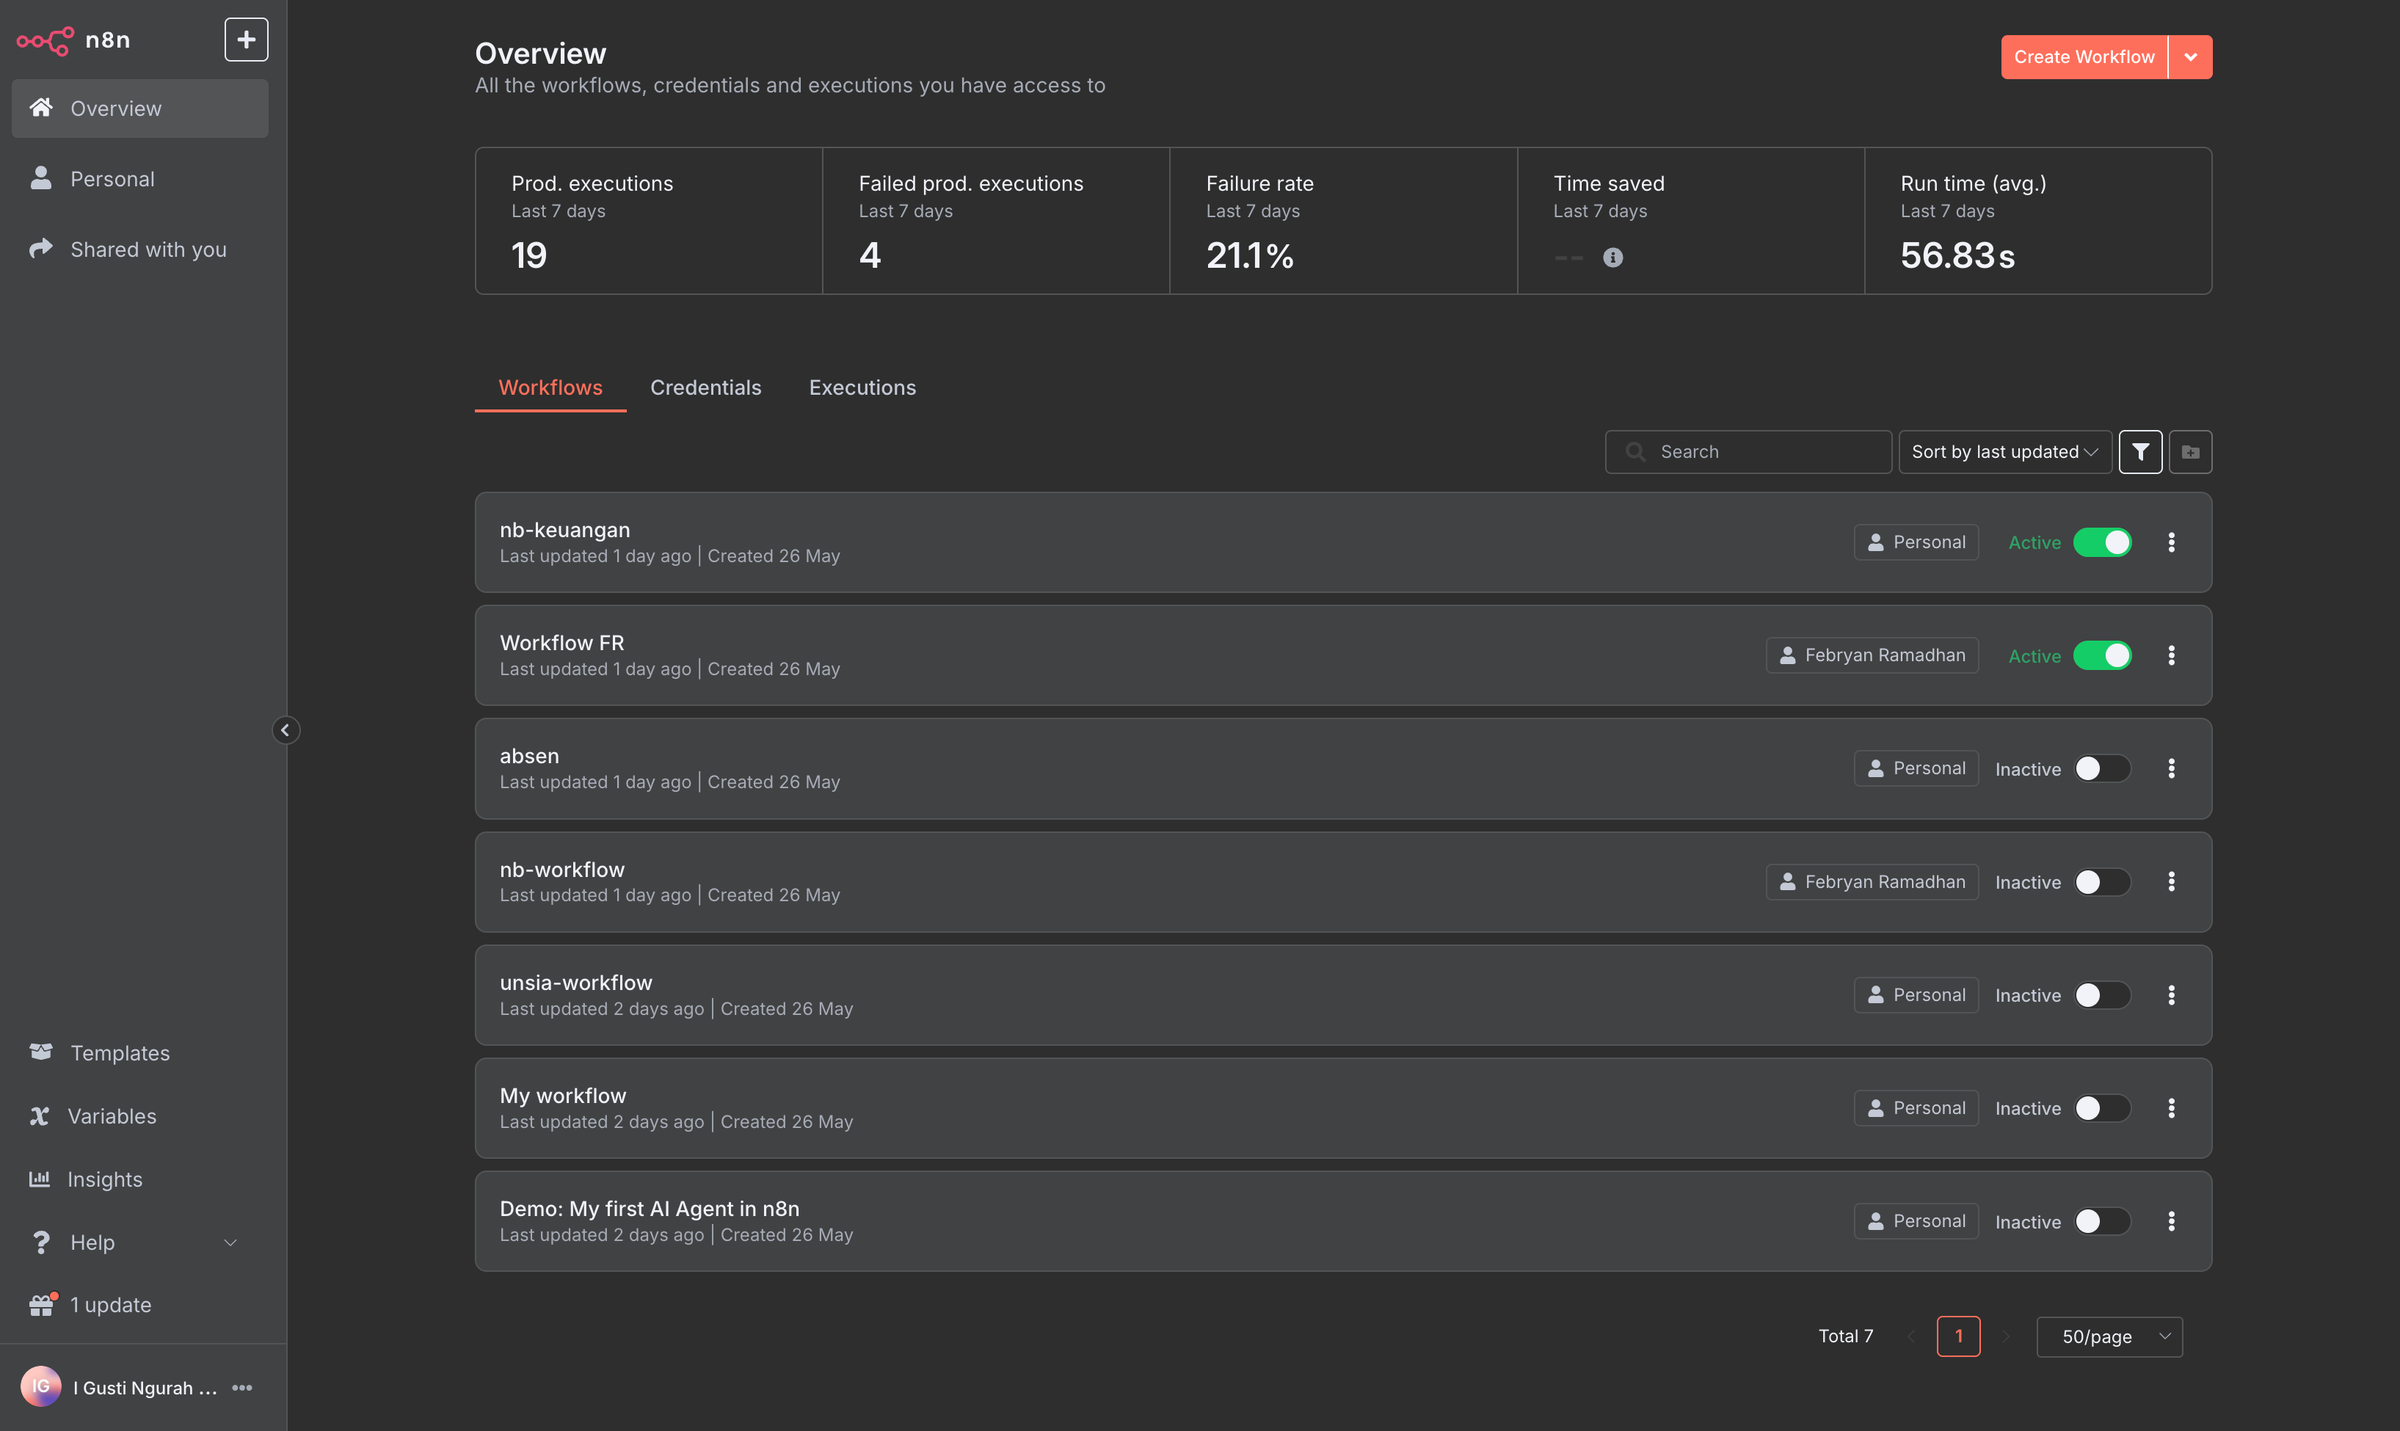 n8n
Overview
Personal
Shared with you
Templates
Variables
Insights
Help
1 update
IG
I Gusti Ngurah ...
Overview
All the workflows, credentials and executions you have access to
Create Workflow
Prod. executions
Last 7 days
19
Failed prod. executions
Last 7 days
4
Failure rate
Last 7 days
21.1%
Time saved
Last 7 days
--
Run time (avg.)
Last 7 days
56.83s
Workflows
Credentials
Executions
Search
Sort by last updated
nb-keuangan
Last updated 1 day ago | Created 26 May
Personal
Active
Workflow FR
Last updated 1 day ago | Created 26 May
Febryan Ramadhan
Active
absen
Last updated 1 day ago | Created 26 May
Personal
Inactive
nb-workflow
Last updated 1 day ago | Created 26 May
Febryan Ramadhan
Inactive
unsia-workflow
Last updated 2 days ago | Created 26 May
Personal
Inactive
My workflow
Last updated 2 days ago | Created 26 May
Personal
Inactive
Demo: My first AI Agent in n8n
Last updated 2 days ago | Created 26 May
Personal
Inactive
Total 7
1
50/page